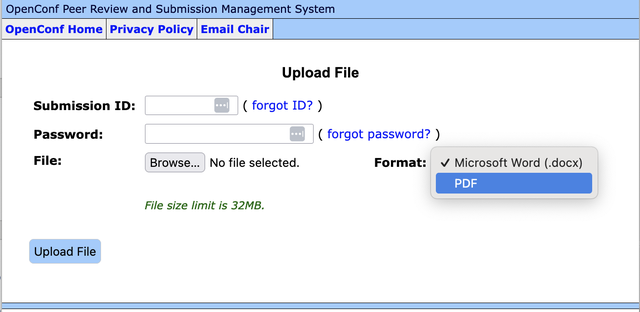 OpenConf Peer Review and Submission Management System
OpenConf Home Privacy Policy Email Chair
Upload File
Submission ID: ( forgot ID? )
Password: ( forgot password? )
File: Browse... No file selected. Format: ✓ Microsoft Word (.docx)
PDF
File size limit is 32MB.
Upload File